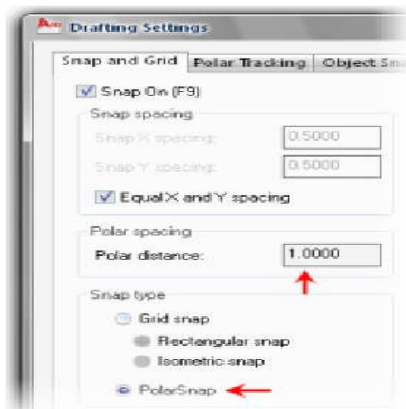 Drafting Settings
Snap and Grid Polar Tracking Object Sna
Snap On (F9)
Snap spacing
Snap X spacing: 0.5000
Snap Y spacing: 0.5000
Equal X and Y spacing
Polar spacing
Polar distance: 1.0000
Snap type
Grid snap
Rectangular snap
Isometric snap
PolarSnap